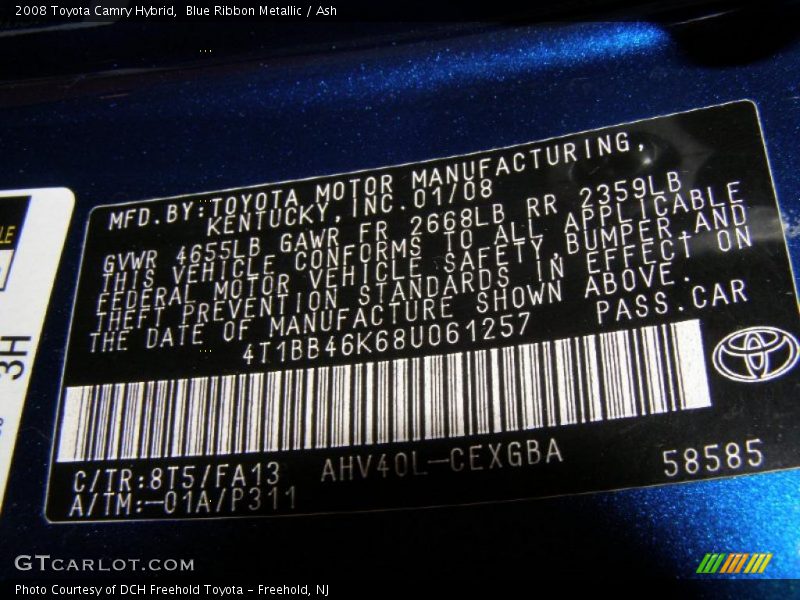 2008 Toyota Camry Hybrid, Blue Ribbon Metallic / Ash
MFD.BY:TOYOTA MOTOR MANUFACTURING,
KENTUCKY,INC.01/08
GVWR 4655LB GAWR FR 2668LB RR 2359LB
THIS VEHICLE CONFORMS TO ALL APPLICABLE
FEDERAL MOTOR VEHICLE SAFETY,BUMPER,AND
THEFT PREVENTION STANDARDS IN EFFECT ON
THE DATE OF MANUFACTURE SHOWN ABOVE.
4T1BB46K68U061257 PASS.CAR
C/TR:8T5/FA13 AHV40L-CEXGBA 58585
A/TM:-01A/P311
3H
GTCARLOT.COM
Photo Courtesy of DCH Freehold Toyota - Freehold, NJ